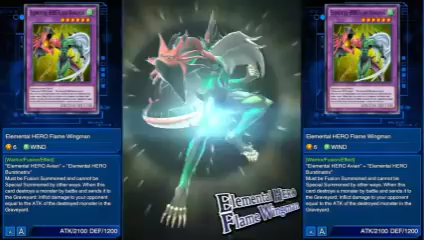 Elemental HERO Flame Wingman
6 WIND
[Warrior/Fusion/Effect]
"Elemental HERO Avian" + "Elemental HERO
Burstinatrix"
Must be Fusion Summoned and cannot be
Special Summoned by other ways. When this
card destroys a monster by battle and sends it to
the Graveyard: Inflict damage to your opponent
equal to the ATK of the destroyed monster in the
Graveyard.
ATK/2100 DEF/1200
Elemental Hero
Flame Wingman
Elemental HERO Flame Wingman
6 WIND
[Warrior/Fusion/Effect]
"Elemental HERO Avian" + "Elemental HERO
Burstinatrix"
Must be Fusion Summoned and cannot be
Special Summoned by other ways. When this
card destroys a monster by battle and sends it to
the Graveyard: Inflict damage to your opponent
equal to the ATK of the destroyed monster in the
Graveyard.
A ATK/2100 DEF/1200